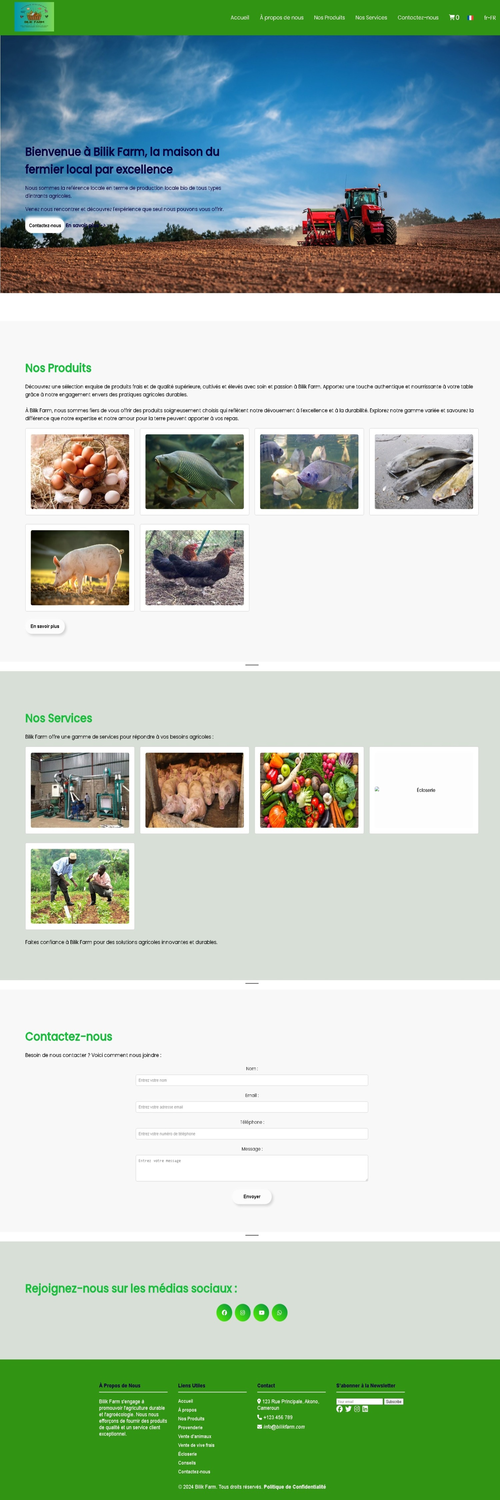 BILIK FARM
Accueil À propos de nous Nos Produits Nos Services Contactez-nous 0 fr-FR
Bienvenue à Bilik Farm, la maison du
fermier local par excellence
Nous sommes la référence locale en terme de production locale bio de tous types
d'intrants agricoles.
Venez nous rencontrer et découvrez l'expérience que seul nous pouvons vous offrir.
Contactez-nous En savoir
Nos Produits
Découvrez une sélection exquise de produits frais et de qualité supérieure, cultivés et élevés avec soin et passion à Bilik Farm. Apportez une touche authentique et nourrissante à votre table
grâce à notre engagement envers des pratiques agricoles durables.
À Bilik Farm, nous sommes fiers de vous offrir des produits soigneusement choisis qui reflètent notre dévouement à l'excellence et à la durabilité. Explorez notre gamme variée et savourez la
différence que notre expertise et notre amour pour la terre peuvent apporter à vos repas.
En savoir plus
Nos Services
Bilik Farm offre une gamme de services pour répondre à vos besoins agricoles :
Écloserie
Faites confiance à Bilik Farm pour des solutions agricoles innovantes et durables.
Contactez-nous
Besoin de nous contacter ? Voici comment nous joindre :
Nom :
Entrez votre nom
Email :
Entrez votre adresse email
Téléphone :
Entrez votre numéro de téléphone
Message :
Entrez votre message
Envoyer
Rejoignez-nous sur les médias sociaux :
À Propos de Nous
Bilik Farm s'engage à
promouvoir l'agriculture durable
et l'agroécologie. Nous nous
efforçons de fournir des produits
de qualité et un service client
exceptionnel.
Liens Utiles
Accueil
À propos
Nos Produits
Provenderie
Vente d'animaux
Vente de vivre frais
Écloserie
Conseils
Contactez-nous
Contact
123 Rue Principale, Akono,
Cameroun
+123 456 789
info@bilikfarm.com
S'abonner à la Newsletter
Your email Subscribe
© 2024 Bilik Farm. Tous droits réservés. Politique de Confidentialité